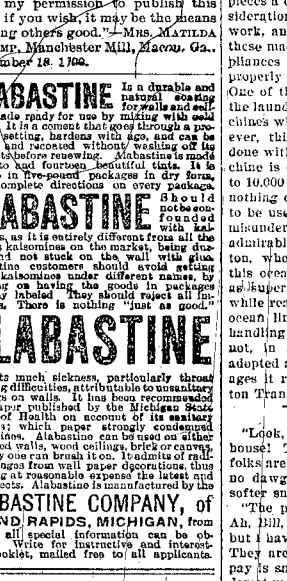 my permission to publish this
if you wish, it may be the means
ng others good."—MRS. MATILDA
MP, Manchester Mill, Macon, Ga.,
mber 18, 1700.
ABASTINE Is a durable and
natural coating
for walls and ceil-
ade ready for use by mixing with cold
It is a cement that goes through a pro-
setting, hardens with age, and can be
and recoated without washing off its
ts before renewing. Alabastine is made
te and fourteen beautiful tints. It is
in five-pound packages in dry form,
omplete directions on every package.
ABASTINE Should
not be con-
founded
with kal-
s, as it is entirely different from all the
kalsomines on the market, being dur-
nd not stuck on the wall with glue.
tine customers should avoid getting
kalsomines under different names, by
g on having the goods in packages
y labeled They should reject all im-
s. There is nothing "just as good."
LABASTINE
ts much sickness, particularly throat
g difficulties, attributable to unsanitary
gs on walls. It has been recommended
aper published by the Michigan State
of Health on account of its sanitary
s; which paper strongly condemned
ines. Alabastine can be used on either
ed walls, wood ceilings, brick or canvas,
y one can brush it on. It admits of radi-
nges from wall paper decorations, thus
ng at reasonable expense the latest and
ects. Alabastine is manufactured by the
BASTINE COMPANY, of
ND RAPIDS, MICHIGAN, from
all special information can be ob-
Write for instructive and interest-
ooklet, mailed free to all applicants.
pieces a d
sideration
work, an
these mac
pliances
properly
One of th
the laund
chines wh
ever, thi
done with
chine is
to 10,000
nothing o
to be use
misunder
admirabl
ton, whe
this ocea
as super
while rea
ocean lin
handling
not, in
adopted a
ages it r
ton Trans
"Look,
house! T
folks are
no dawg
softer sn
"The p
Ah, Bill,
but I hav
They are
pay is sm